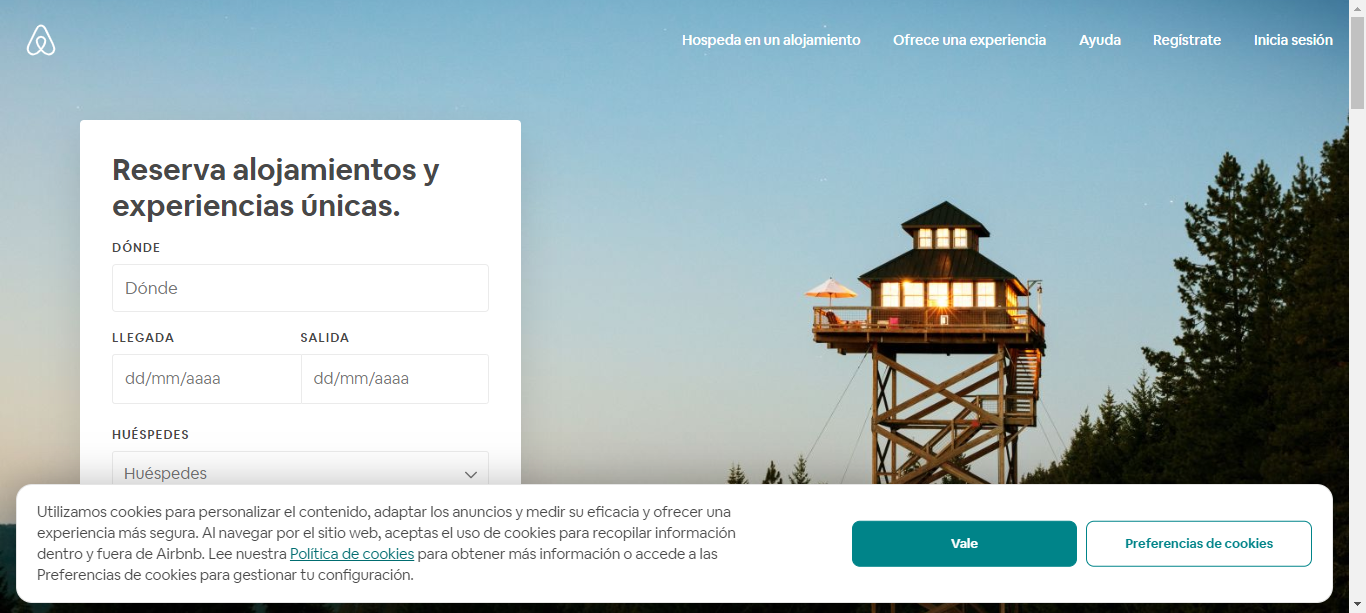 Hospeda en un alojamiento
Ofrece una experiencia
Ayuda
Regístrate
Inicia sesión
Reserva alojamientos y
experiencias únicas.
DÓNDE
Dónde
LLEGADA
SALIDA
dd/mm/aaaa
dd/mm/aaaa
HUÉSPEDES
Huéspedes
Utilizamos cookies para personalizar el contenido, adaptar los anuncios y medir su eficacia y ofrecer una
experiencia más segura. Al navegar por el sitio web, aceptas el uso de cookies para recopilar información
dentro y fuera de Airbnb. Lee nuestra Política de cookies para obtener más información o accede a las
Preferencias de cookies para gestionar tu configuración.
Vale
Preferencias de cookies